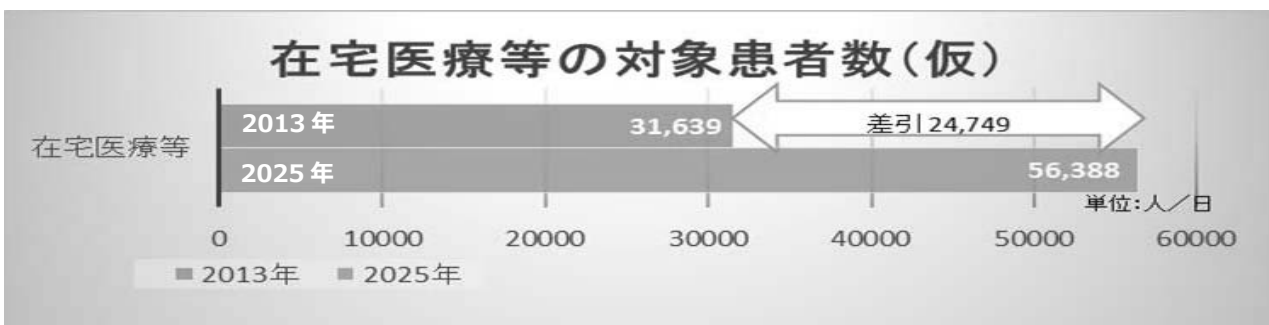 在宅医療等の対象患者数(仮)
在宅医療等
2013年
31,639
差引24,749
2025年
56,388
単位:人/日
0 10000 20000 30000 40000 50000 60000
■2013年 ■2025年